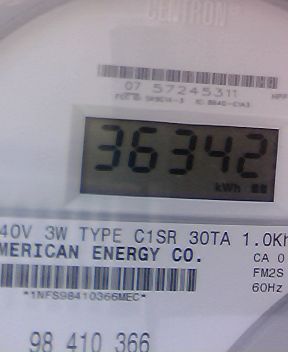 CENTRON
07 57245311
36342
kWh
40V 3W TYPE C1SR 30TA 1.0Kh
MERICAN ENERGY CO.
CA 0
FM2S
60Hz
*1NFS98410366MEC*
98 410 366